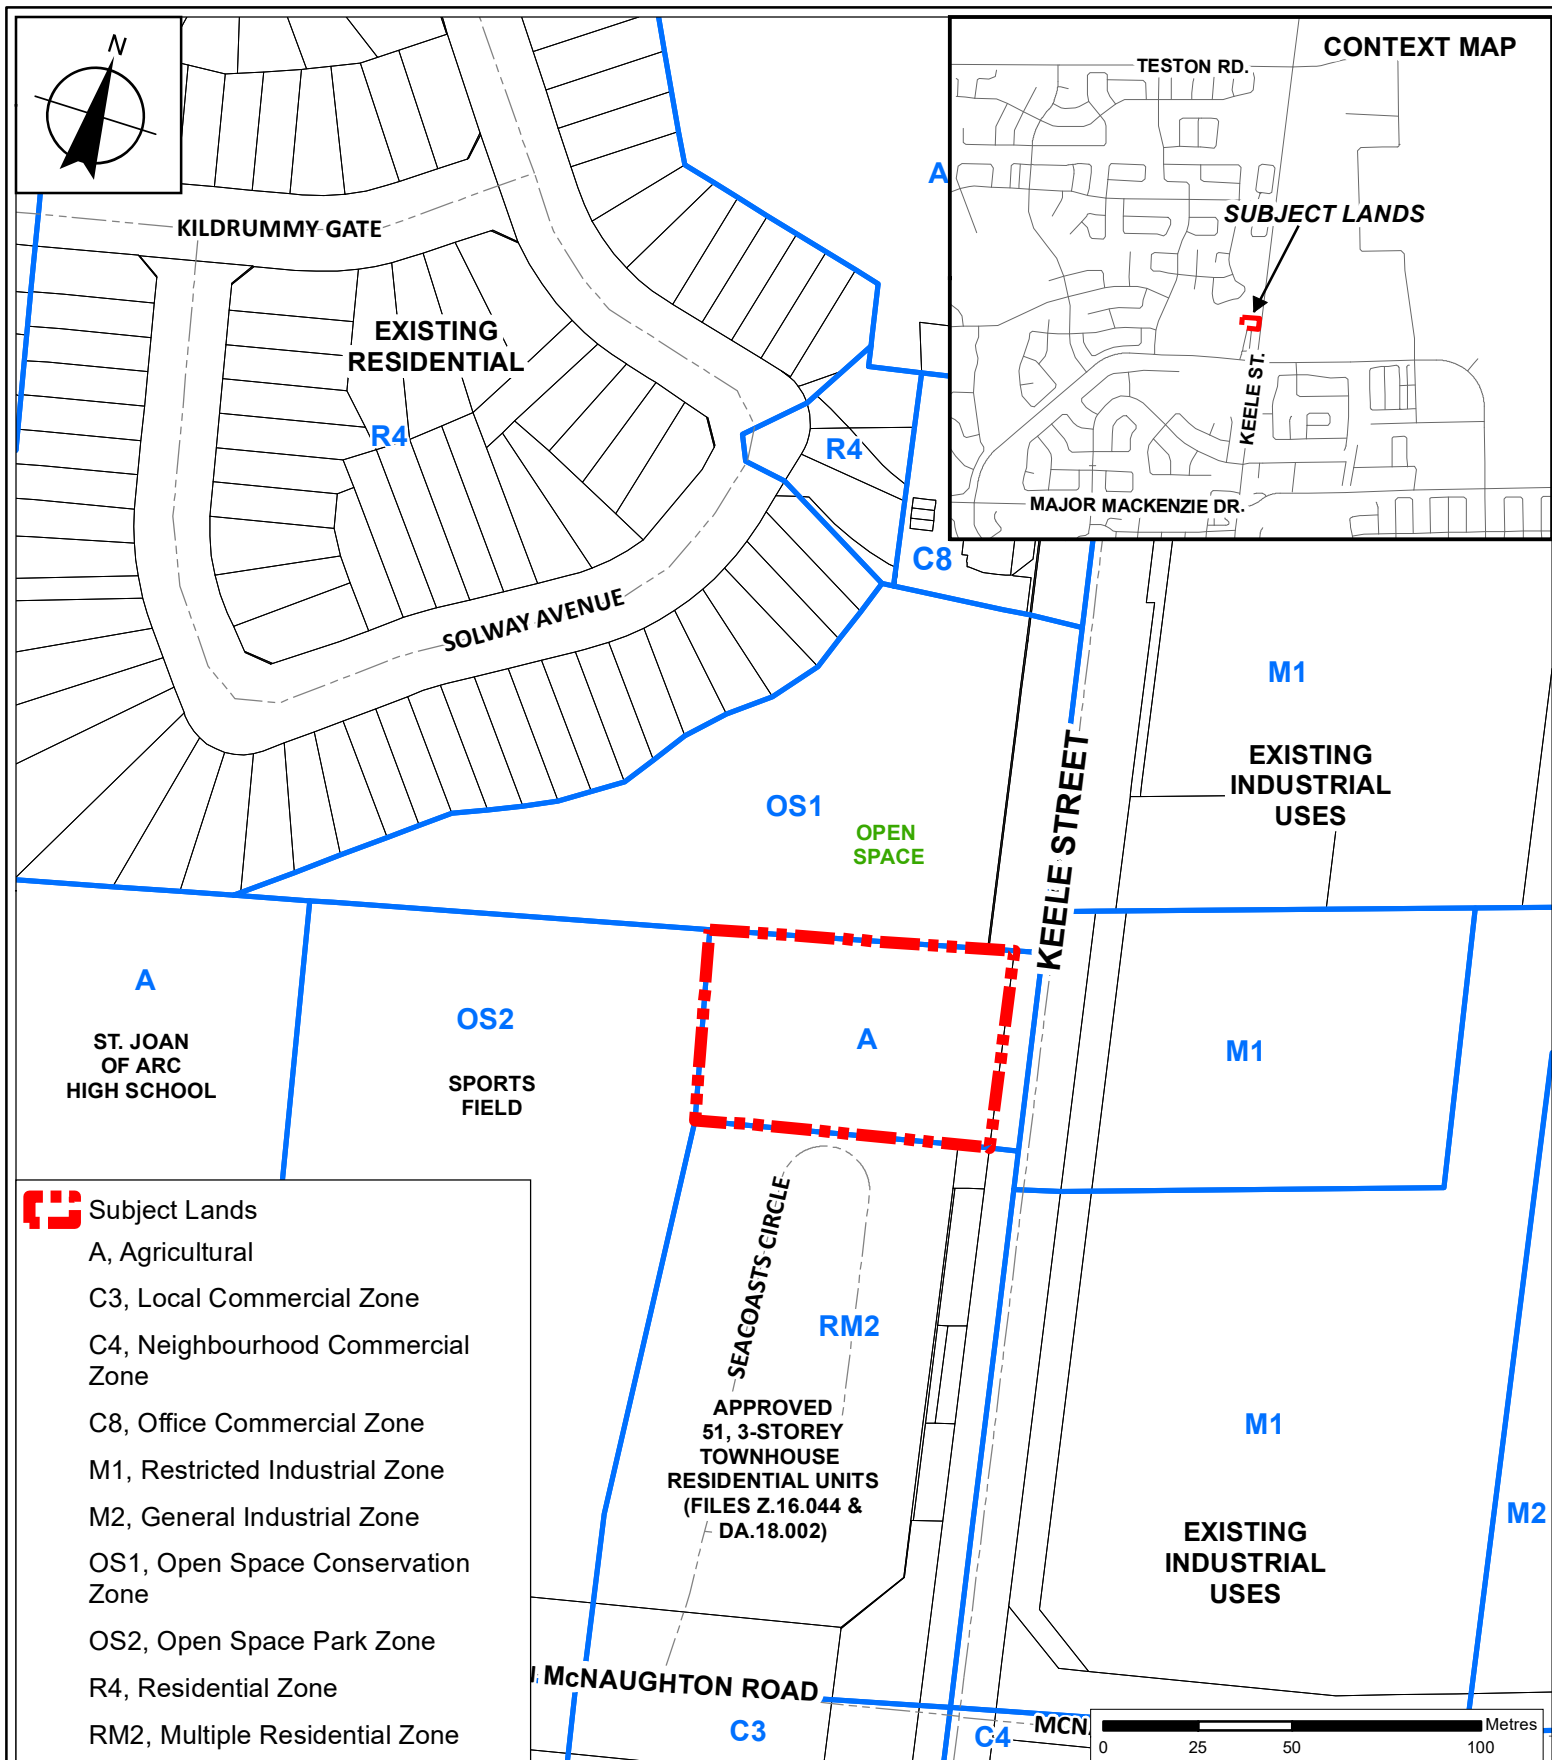 N
CONTEXT MAP
TESTON RD.
SUBJECT LANDS
KEELE ST.
MAJOR MACKENZIE DR.
A
KILDRUMMY GATE
EXISTING
RESIDENTIAL
R4
R4
C8
SOLWAY AVENUE
M1
EXISTING
INDUSTRIAL
USES
OS1
OPEN
SPACE
KEELE STREET
A
ST. JOAN
OF ARC
HIGH SCHOOL
OS2
SPORTS
FIELD
A
M1
SEACOASTS CIRCLE
RM2
APPROVED
51, 3-STOREY
TOWNHOUSE
RESIDENTIAL UNITS
(FILES Z.16.044 &
DA.18.002)
M1
EXISTING
INDUSTRIAL
USES
M2
McNAUGHTON ROAD
C3
C4
MCN
Subject Lands
A, Agricultural
C3, Local Commercial Zone
C4, Neighbourhood Commercial
Zone
C8, Office Commercial Zone
M1, Restricted Industrial Zone
M2, General Industrial Zone
OS1, Open Space Conservation
Zone
OS2, Open Space Park Zone
R4, Residential Zone
RM2, Multiple Residential Zone
Metres
0 25 50 100